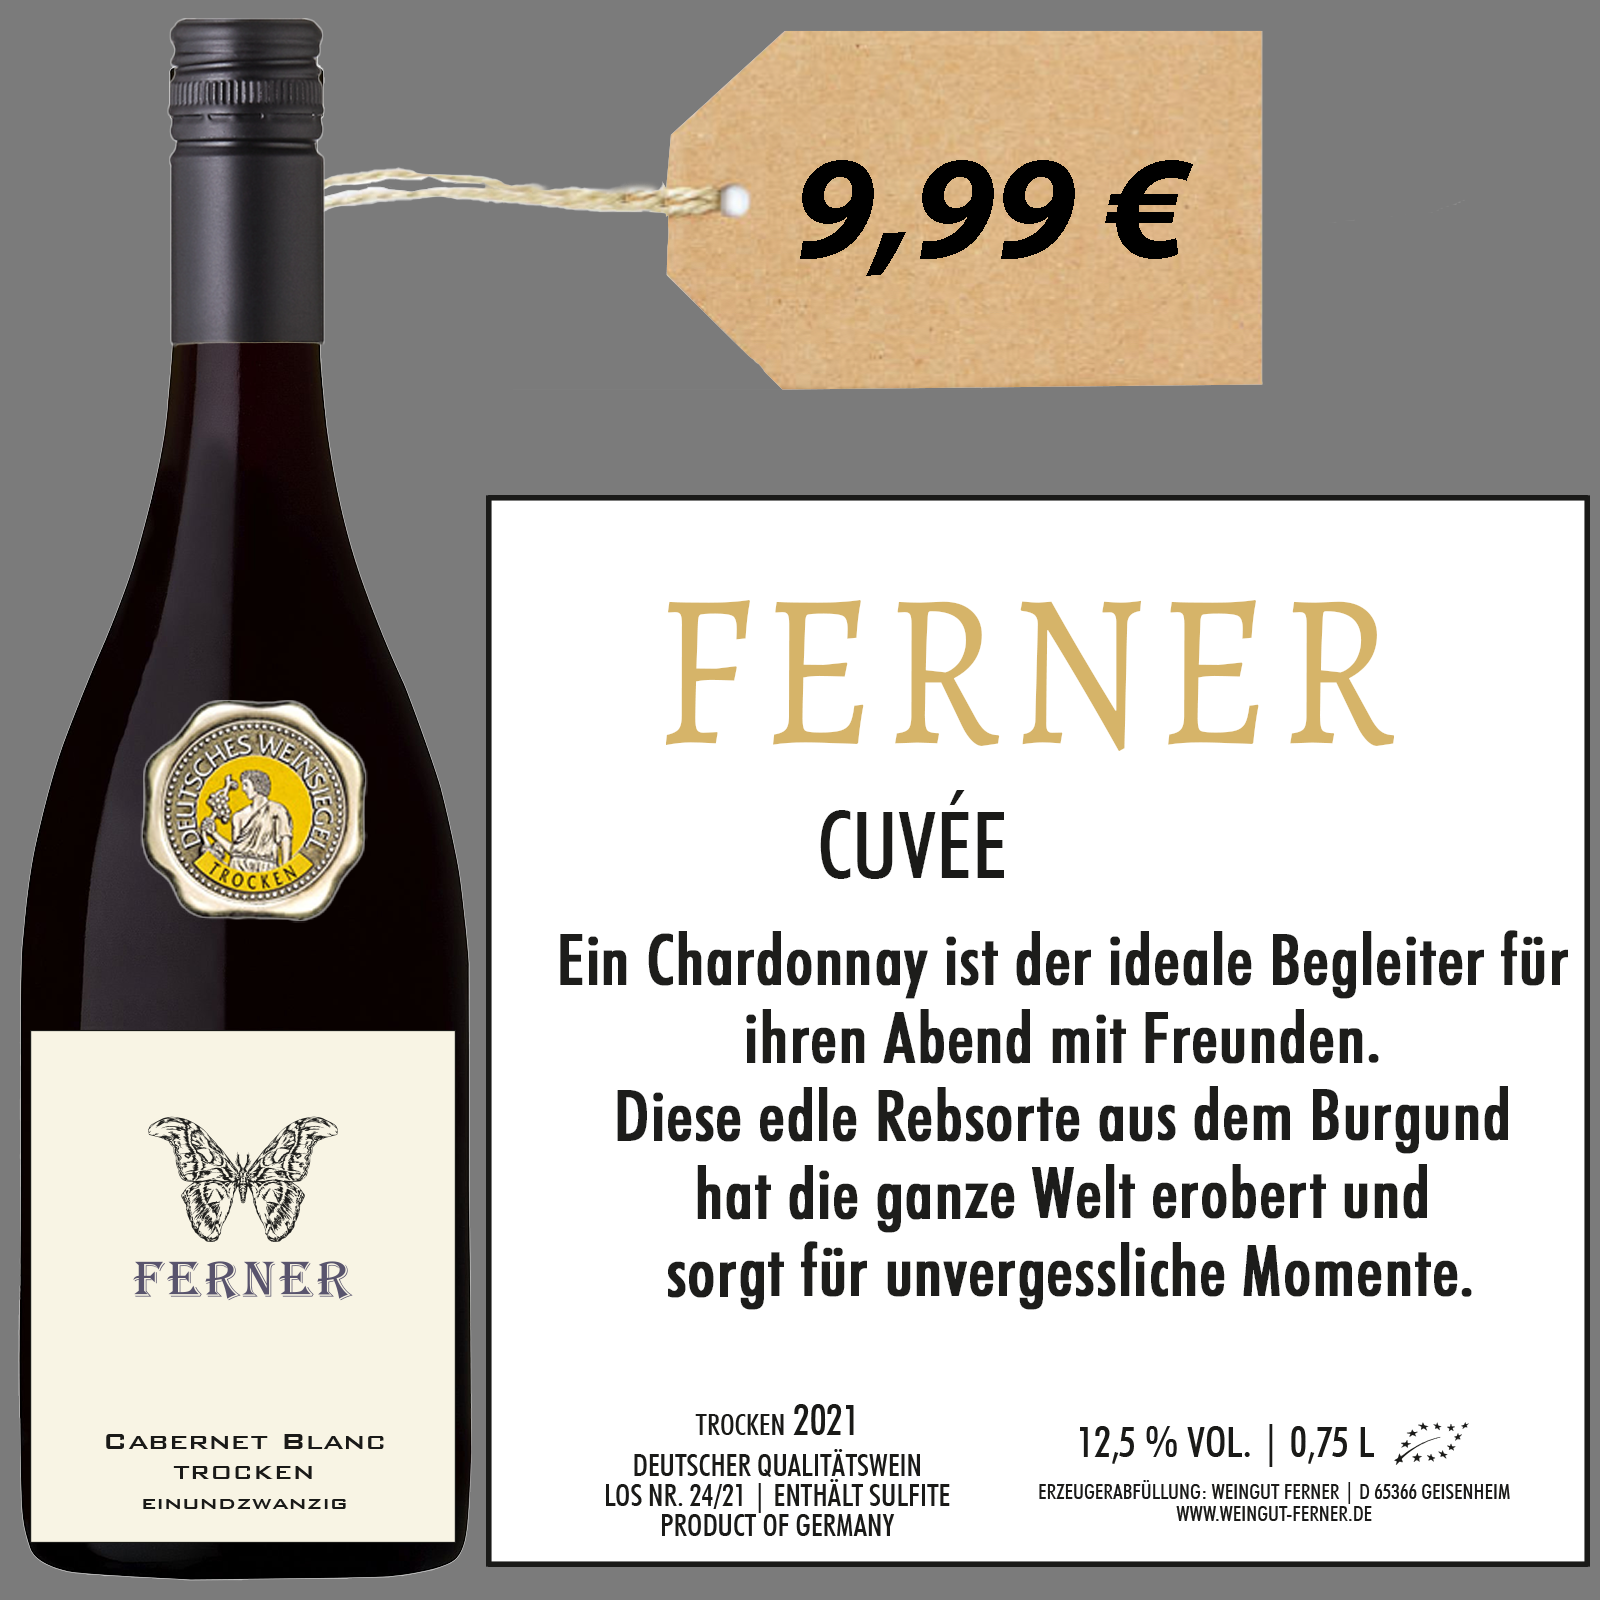 9,99 €
DEUTSCHES WEINSIEGEL
TROCKEN
FERNER
CABERNET BLANC
TROCKEN
EINUNDZWANZIG
FERNER
CUVÉE
Ein Chardonnay ist der ideale Begleiter für
ihren Abend mit Freunden.
Diese edle Rebsorte aus dem Burgund
hat die ganze Welt erobert und
sorgt für unvergessliche Momente.
TROCKEN 2021
DEUTSCHER QUALITÄTSWEIN
LOS NR. 24/21 | ENTHÄLT SULFITE
PRODUCT OF GERMANY
12,5 % VOL. | 0,75 L
ERZEUGERABFÜLLUNG: WEINGUT FERNER | D 65366 GEISENHEIM
WWW.WEINGUT-FERNER.DE